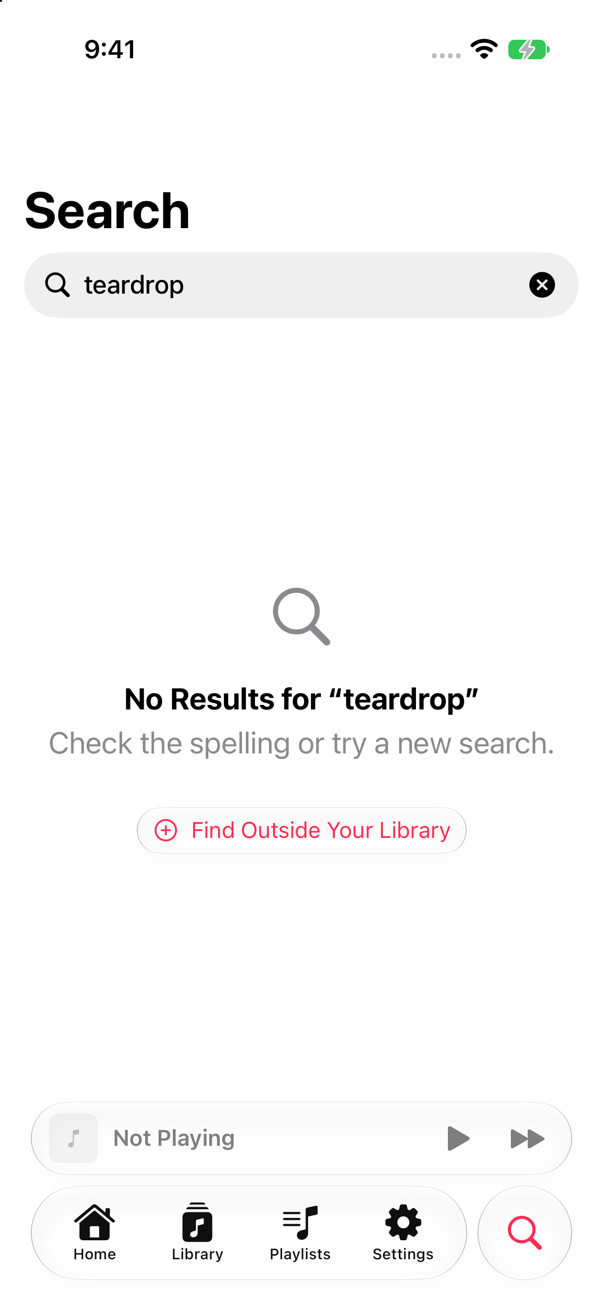 9:41
Search
teardrop
No Results for “teardrop”
Check the spelling or try a new search.
Find Outside Your Library
Not Playing
Home
Library
Playlists
Settings